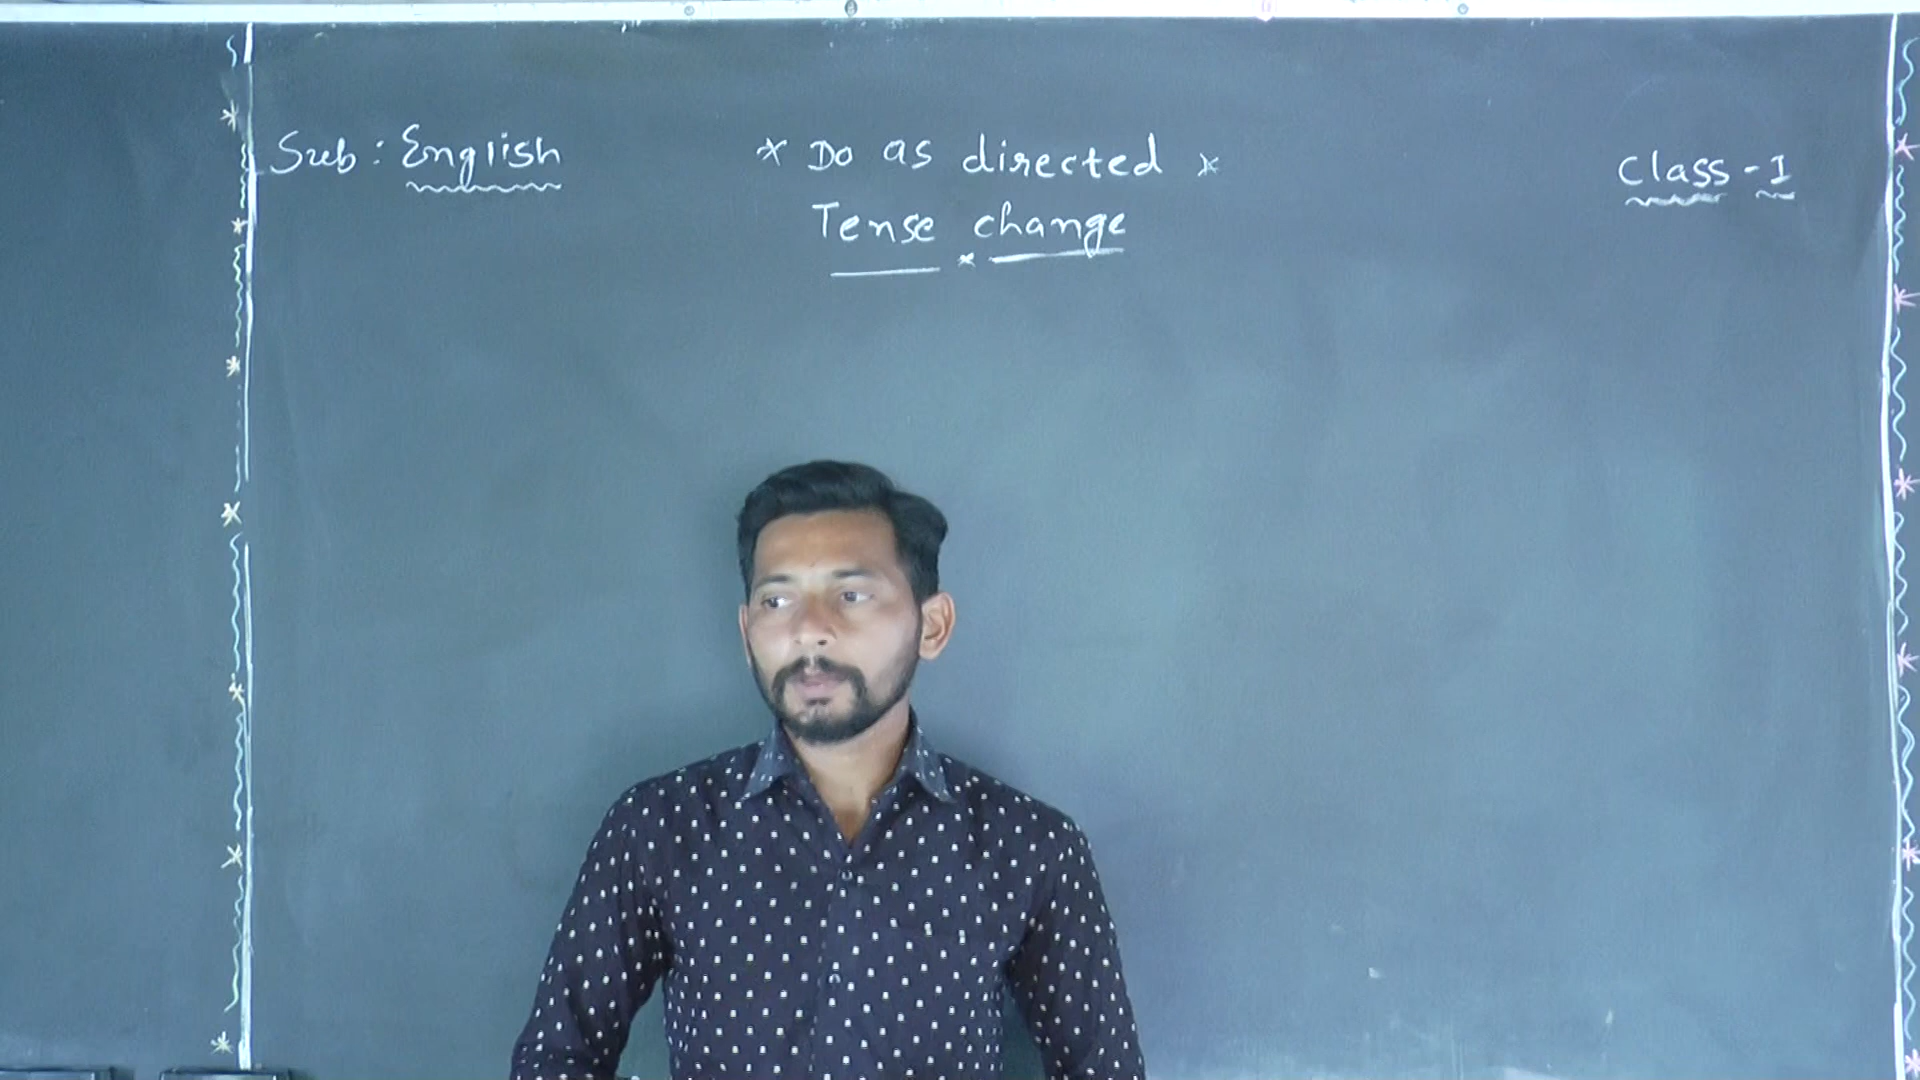 Sub : English
* Do as directed *
Tense change
Class - I